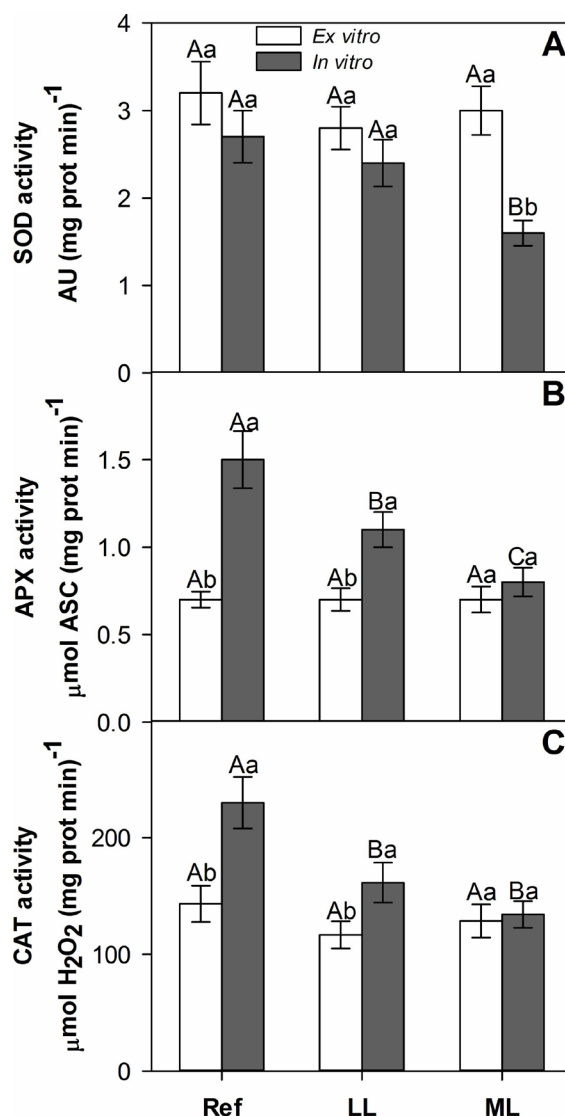 A
Ex vitro
In vitro
SOD activity
AU (mg prot min)⁻¹
4
3
2
1
0
Aa
Aa
Aa
Aa
Aa
Bb
B
APX activity
μmol ASC (mg prot min)⁻¹
1.5
1.0
0.5
0.0
Ab
Aa
Ab
Ba
Aa
Ca
C
CAT activity
μmol H₂O₂ (mg prot min)⁻¹
200
100
0
Ab
Aa
Ab
Ba
Aa
Ba
Ref
LL
ML